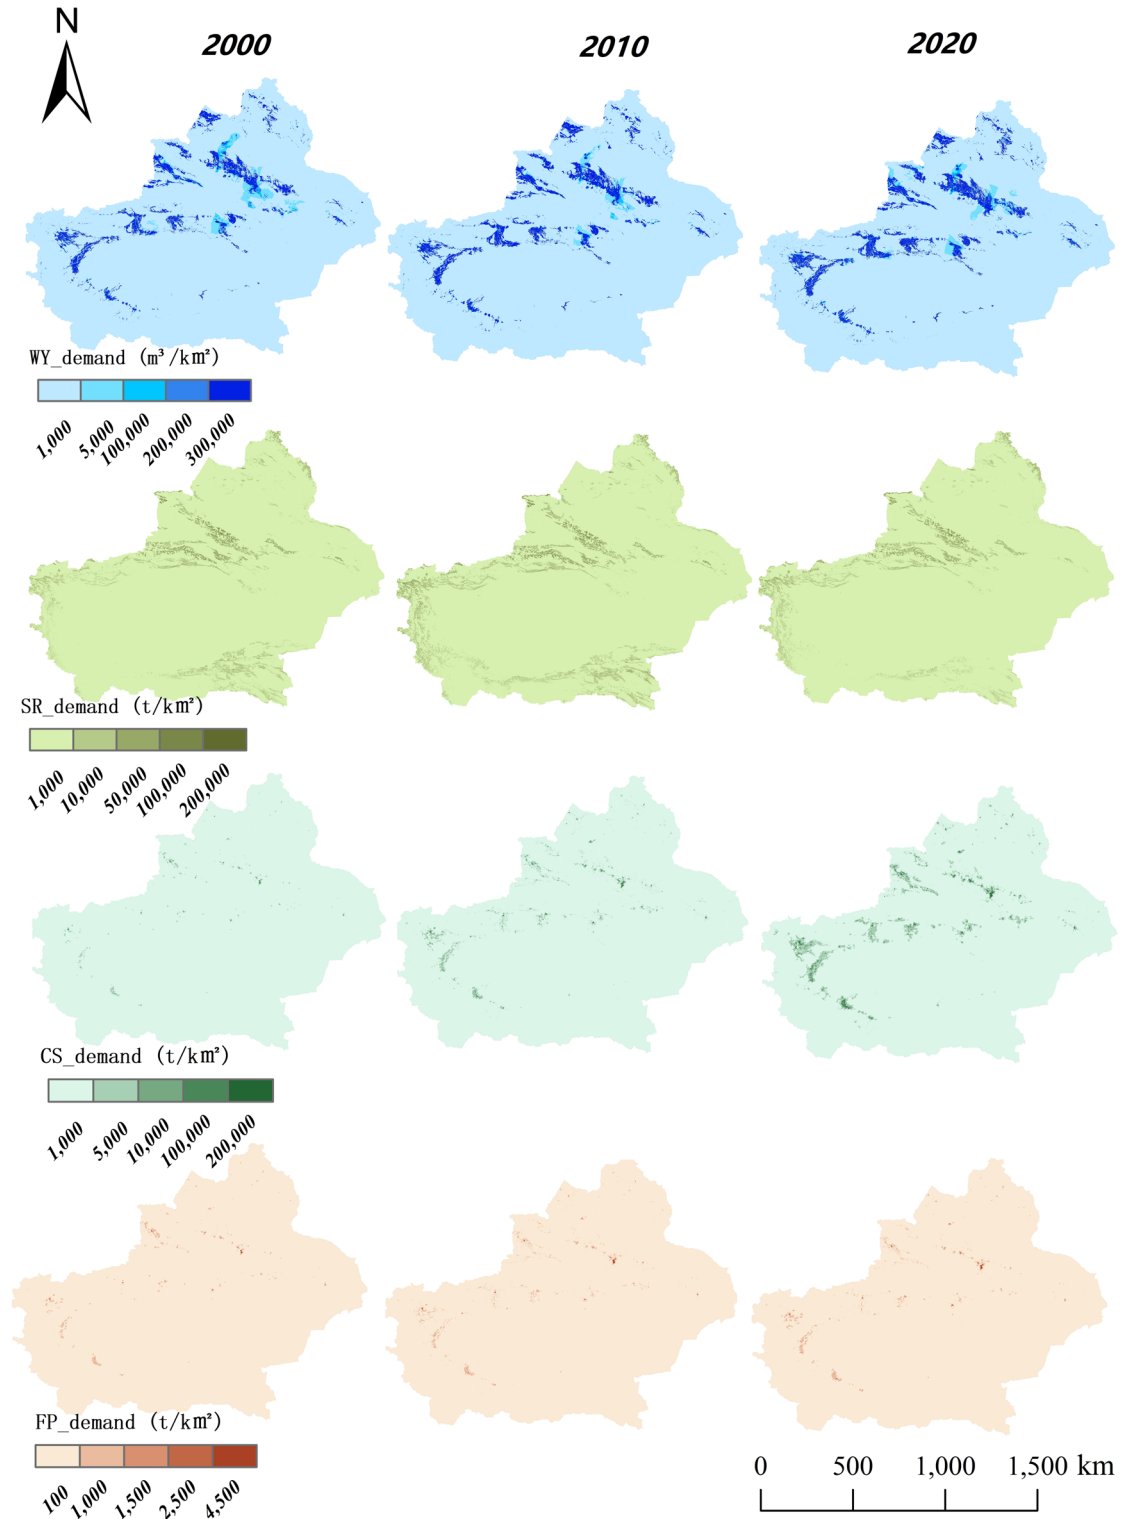 N
2000 2010 2020
WY_demand (m³/km²)
1,000 5,000 100,000 200,000 300,000
SR_demand (t/km²)
1,000 10,000 50,000 100,000 200,000
CS_demand (t/km²)
1,000 5,000 10,000 100,000 200,000
FP_demand (t/km²)
100 1,000 1,500 2,500 4,500
0 500 1,000 1,500 km